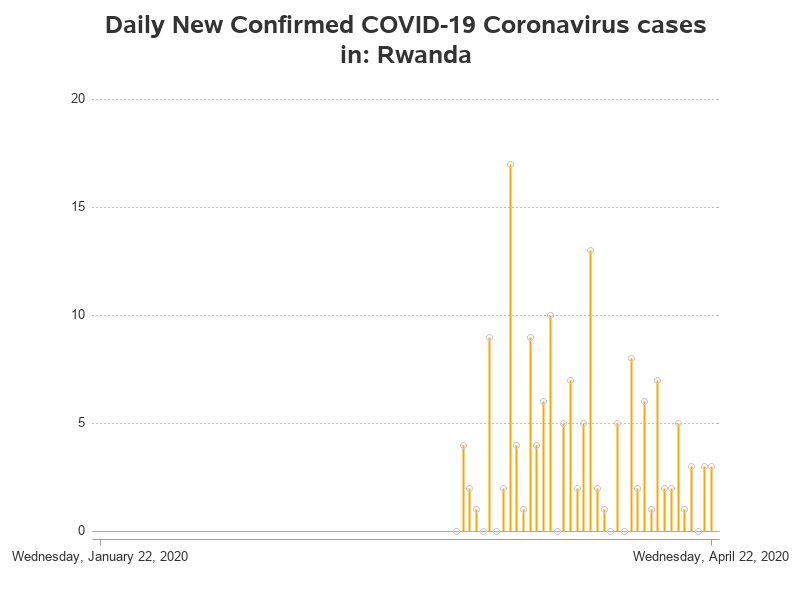 Daily New Confirmed COVID-19 Coronavirus cases
in: Rwanda
20
15
10
5
0
Wednesday, January 22, 2020 Wednesday, April 22, 2020